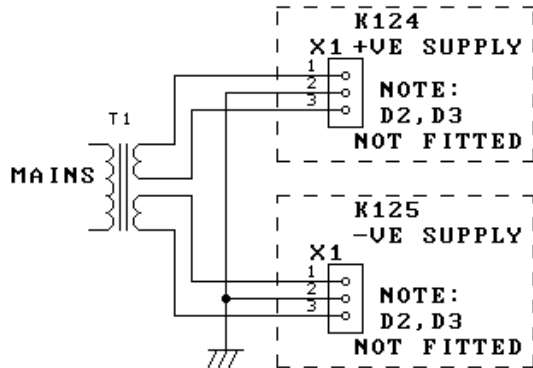 K124
X1 +VE SUPPLY
1
2
3
NOTE:
D2,D3
NOT FITTED
T1
MAINS
K125
-VE SUPPLY
X1
1
2
3
NOTE:
D2,D3
NOT FITTED